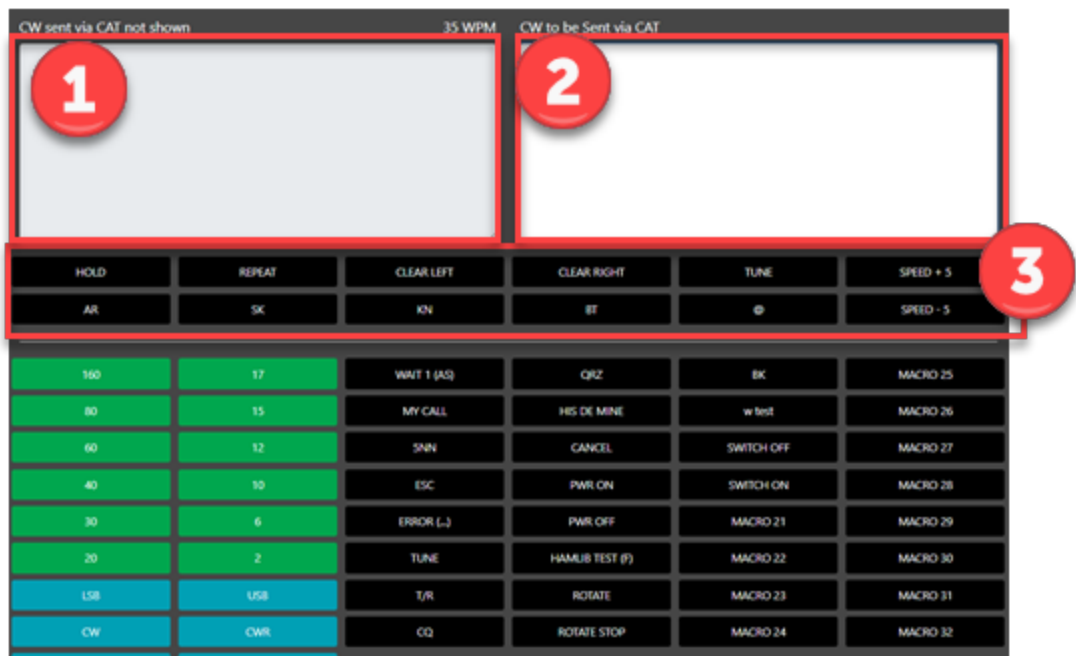 CW sent via CAT not shown 35 WPM CW to be Sent via CAT
1 2
HOLD REPEAT CLEAR LEFT CLEAR RIGHT TUNE SPEED + 5
3
AR SK KN BT @ SPEED - 5
160 17 WAIT 1 (AS) QRZ BK MACRO 25
80 15 MY CALL HIS DE MINE w test MACRO 26
60 12 5NN CANCEL SWITCH OFF MACRO 27
40 10 ESC PWR ON SWITCH ON MACRO 28
30 6 ERROR (...) PWR OFF MACRO 21 MACRO 29
20 2 TUNE HAMLIB TEST (F) MACRO 22 MACRO 30
LSB USB T/R ROTATE MACRO 23 MACRO 31
CW CWR CQ ROTATE STOP MACRO 24 MACRO 32